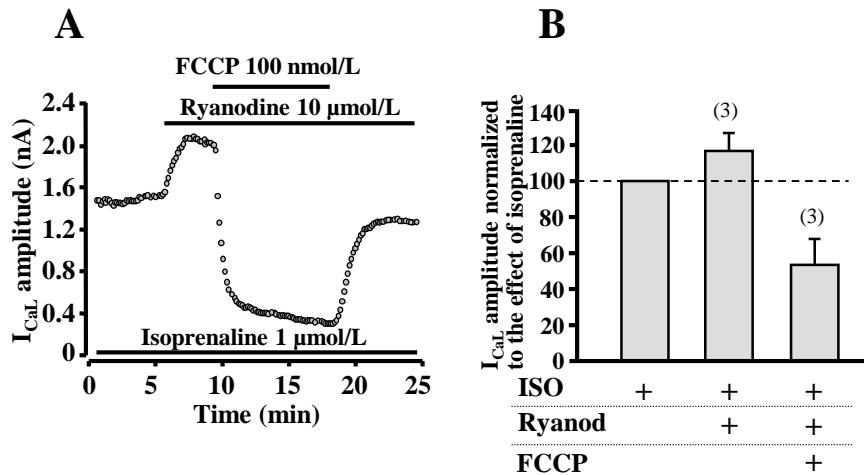 A
FCCP 100 nmol/L
Ryanodine 10 µmol/L
I_CaL amplitude (nA)
2.4
2.0
1.6
1.2
0.8
0.4
0
Isoprenaline 1 µmol/L
0 5 10 15 20 25
Time (min)
B
I_CaL amplitude normalized
to the effect of isoprenaline
140
120
100
80
60
40
20
0
(3)
(3)
ISO + + +
Ryanod + +
FCCP +